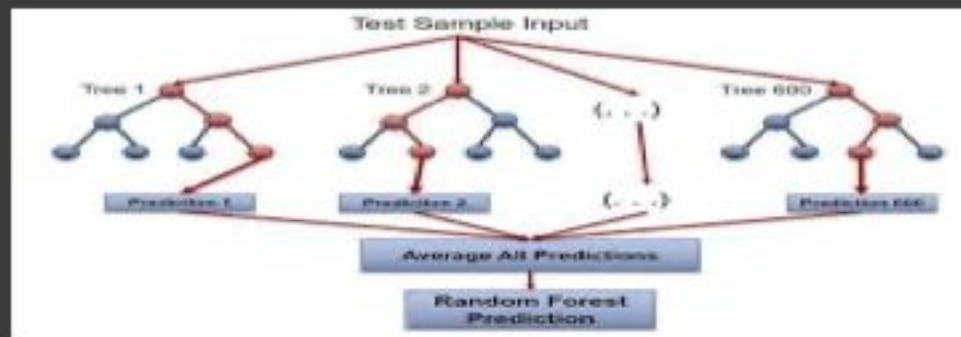 Test Sample Input
Tree 1
Tree 2
(. . .)
Tree 600
Prediction 1
Prediction 2
(. . .)
Prediction 600
Average All Predictions
Random Forest
Prediction